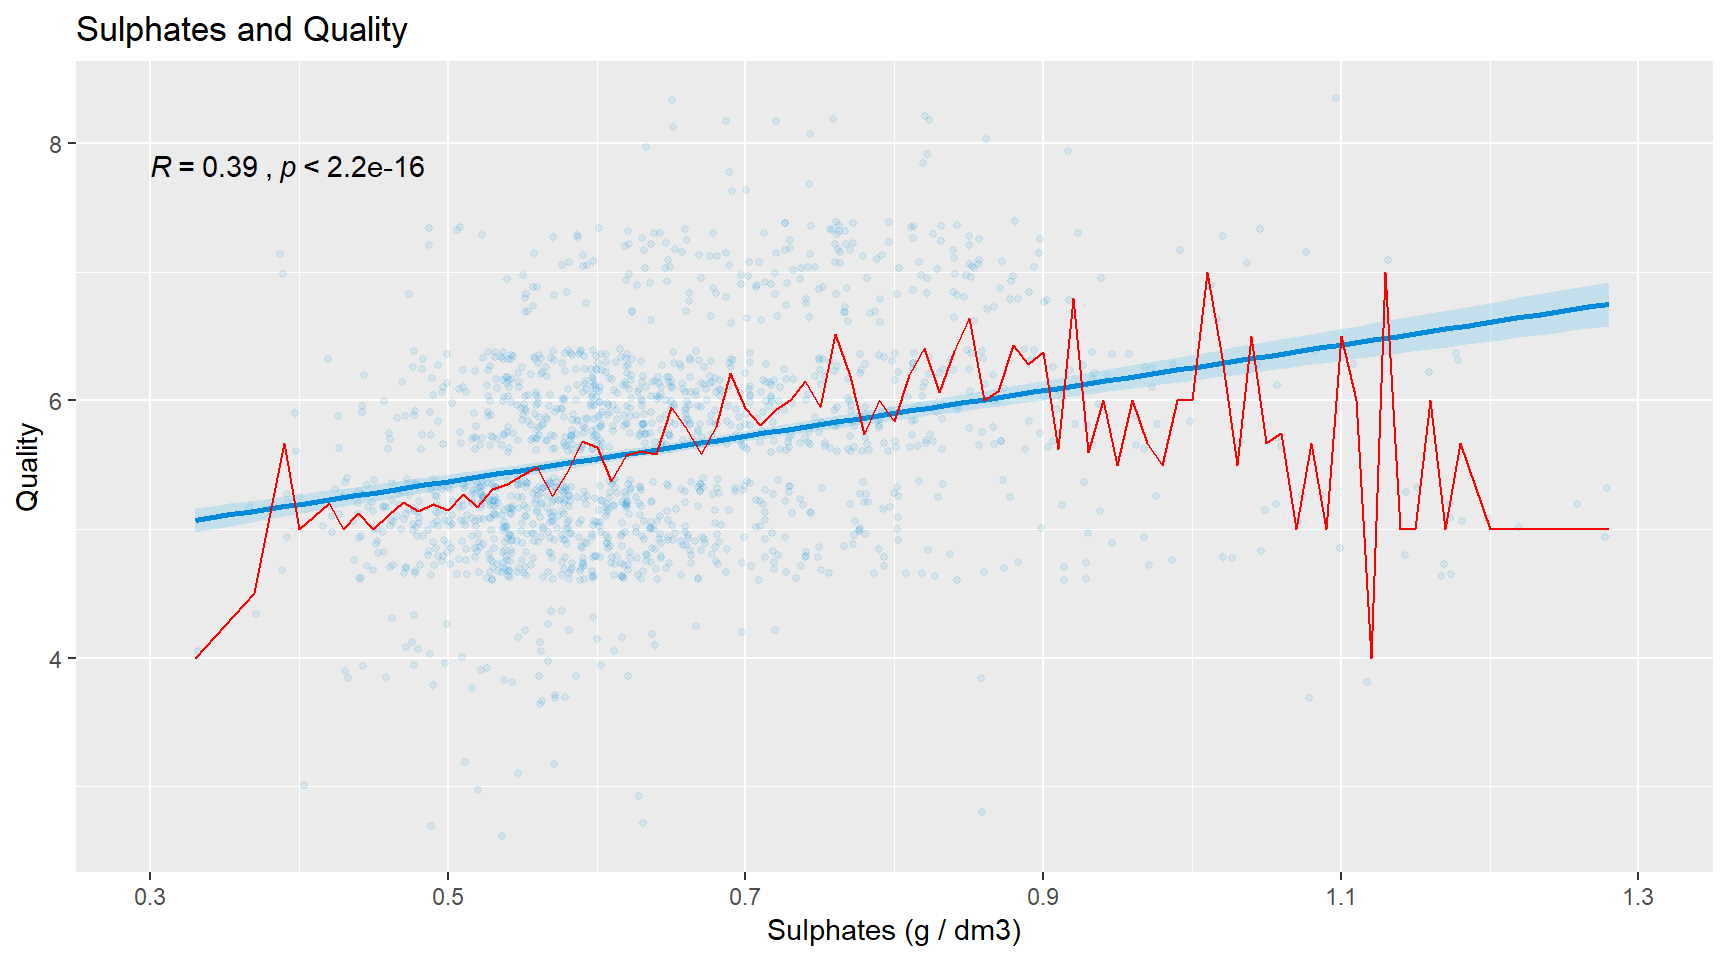 Sulphates and Quality
R = 0.39 , p < 2.2e-16
8
6
4
Quality
0.3 0.5 0.7 0.9 1.1 1.3
Sulphates (g / dm3)